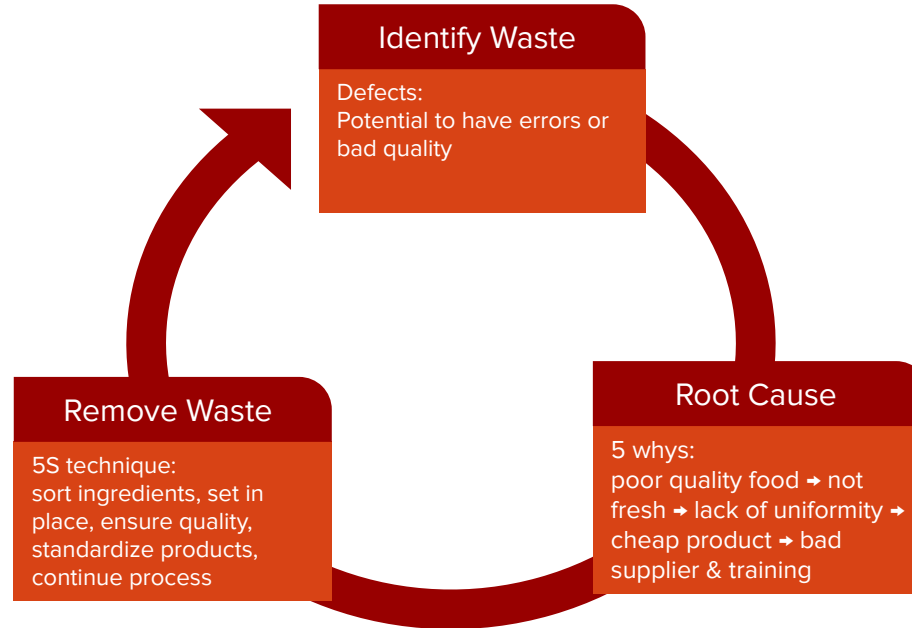 Identify Waste
Defects:
Potential to have errors or
bad quality
Root Cause
5 whys:
poor quality food → not
fresh → lack of uniformity →
cheap product → bad
supplier & training
Remove Waste
5S technique:
sort ingredients, set in
place, ensure quality,
standardize products,
continue process